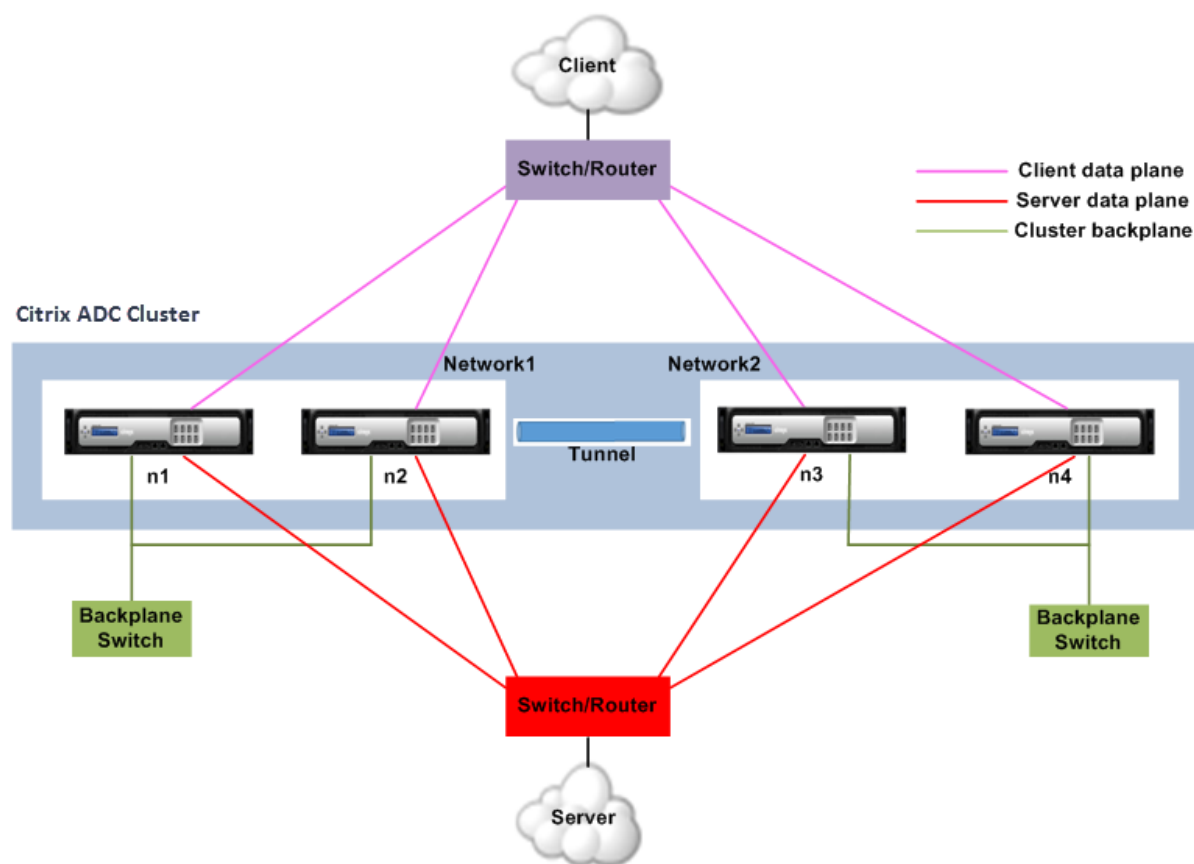 Client
Switch/Router
Client data plane
Server data plane
Cluster backplane
Citrix ADC Cluster
Network1
Network2
Tunnel
n1
n2
n3
n4
Backplane
Switch
Backplane
Switch
Switch/Router
Server